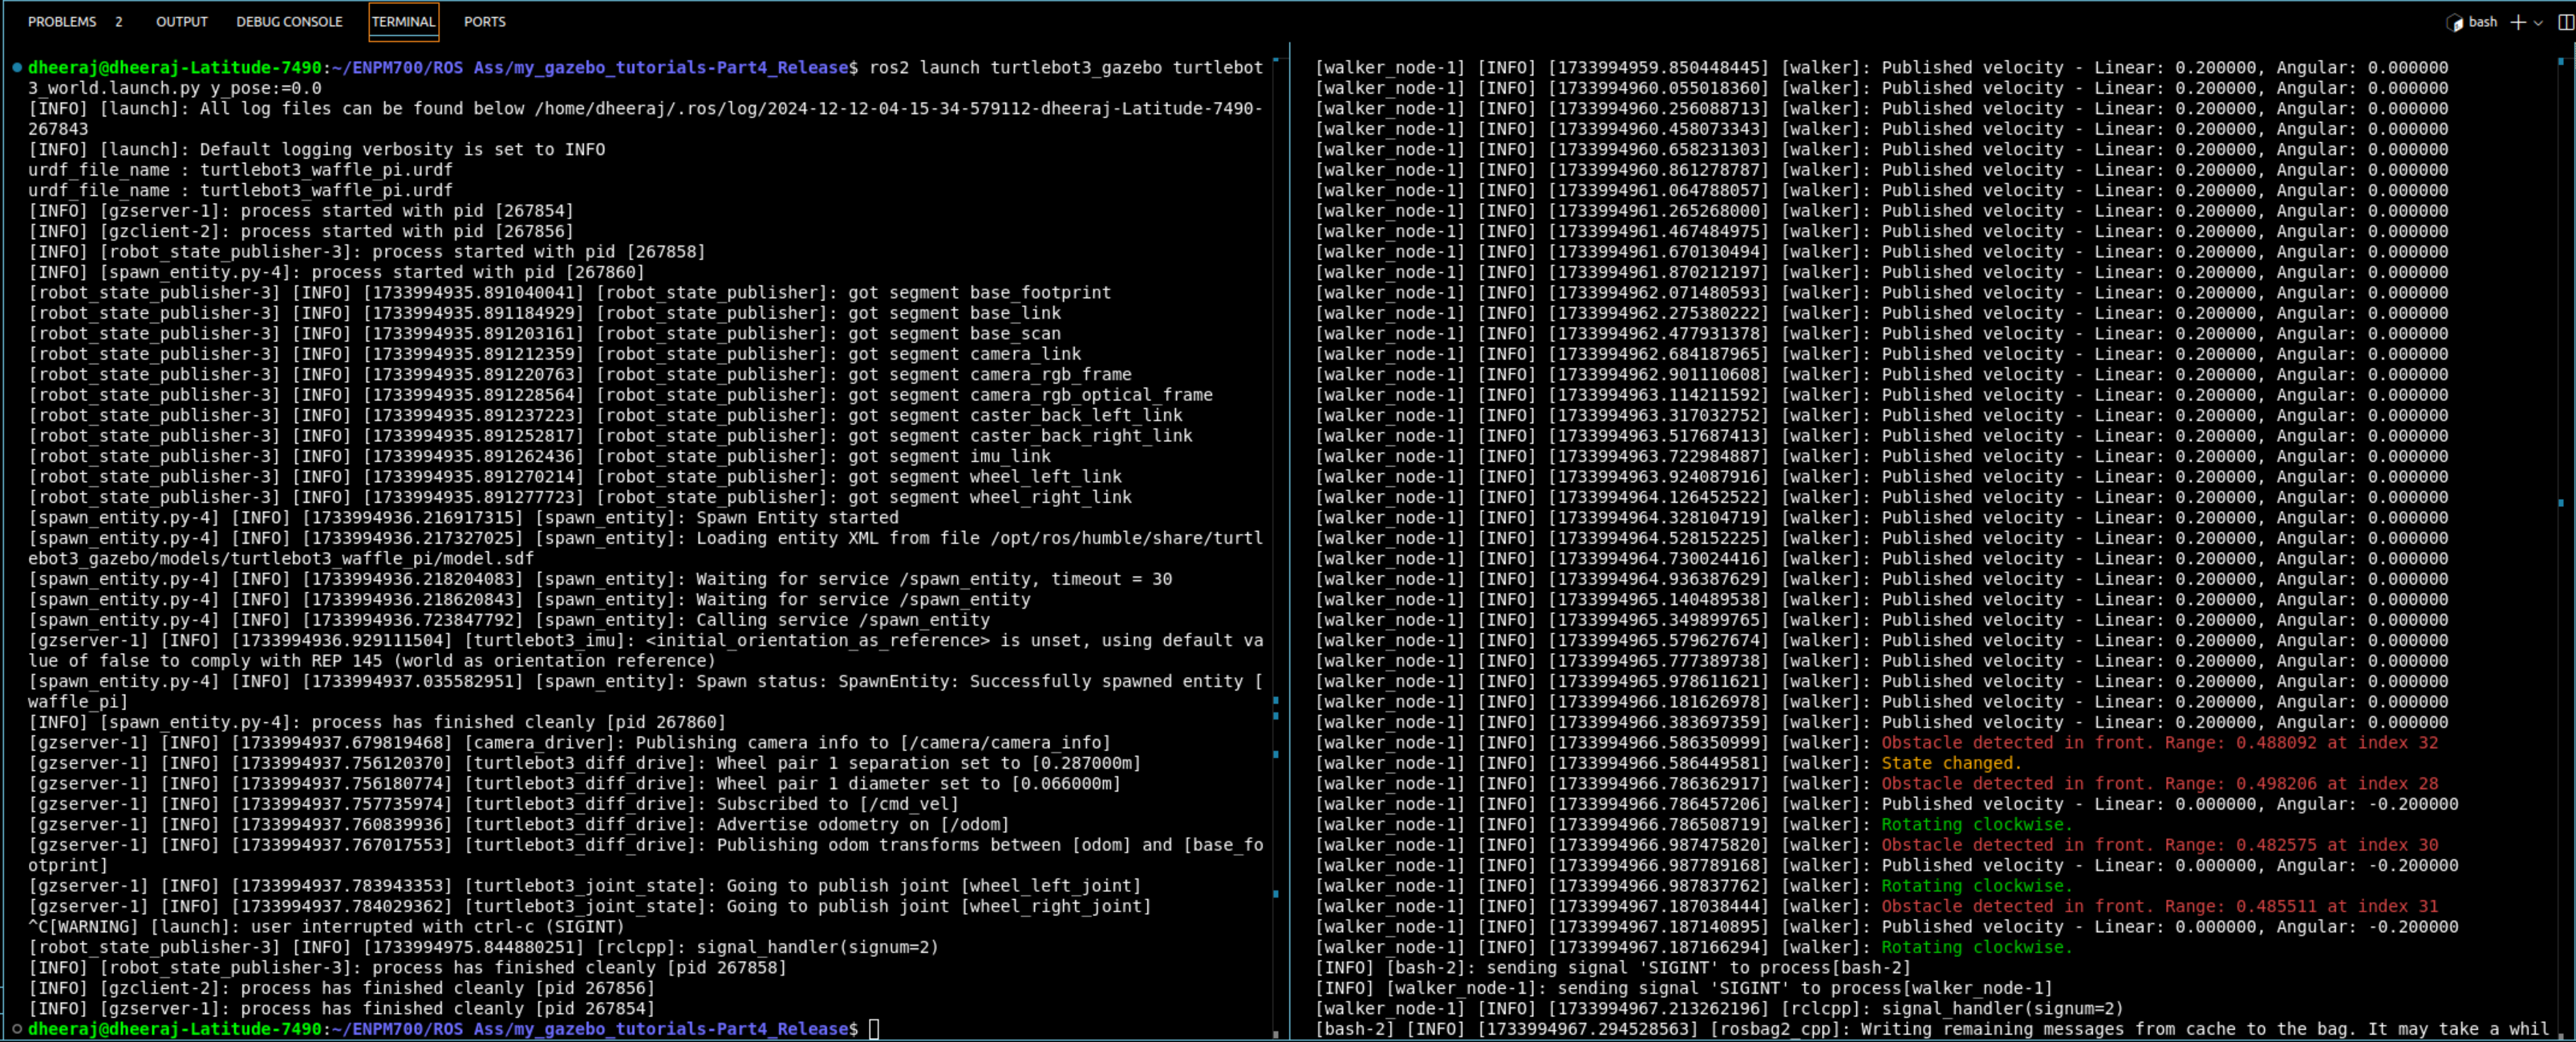 PROBLEMS 2 OUTPUT DEBUG CONSOLE TERMINAL PORTS
bash
dheeraj@dheeraj-Latitude-7490:~/ENPM700/ROS Ass/my_gazebo_tutorials-Part4_Release$ ros2 launch turtlebot3_gazebo turtlebot
3_world.launch.py y_pose:=0.0
[INFO] [launch]: All log files can be found below /home/dheeraj/.ros/log/2024-12-12-04-15-34-579112-dheeraj-Latitude-7490-
267843
[INFO] [launch]: Default logging verbosity is set to INFO
urdf_file_name : turtlebot3_waffle_pi.urdf
urdf_file_name : turtlebot3_waffle_pi.urdf
[INFO] [gzserver-1]: process started with pid [267854]
[INFO] [gzclient-2]: process started with pid [267856]
[INFO] [robot_state_publisher-3]: process started with pid [267858]
[INFO] [spawn_entity.py-4]: process started with pid [267860]
[robot_state_publisher-3] [INFO] [1733994935.891040041] [robot_state_publisher]: got segment base_footprint
[robot_state_publisher-3] [INFO] [1733994935.891184929] [robot_state_publisher]: got segment base_link
[robot_state_publisher-3] [INFO] [1733994935.891203161] [robot_state_publisher]: got segment base_scan
[robot_state_publisher-3] [INFO] [1733994935.891212359] [robot_state_publisher]: got segment camera_link
[robot_state_publisher-3] [INFO] [1733994935.891220763] [robot_state_publisher]: got segment camera_rgb_frame
[robot_state_publisher-3] [INFO] [1733994935.891228564] [robot_state_publisher]: got segment camera_rgb_optical_frame
[robot_state_publisher-3] [INFO] [1733994935.891237223] [robot_state_publisher]: got segment caster_back_left_link
[robot_state_publisher-3] [INFO] [1733994935.891252817] [robot_state_publisher]: got segment caster_back_right_link
[robot_state_publisher-3] [INFO] [1733994935.891262436] [robot_state_publisher]: got segment imu_link
[robot_state_publisher-3] [INFO] [1733994935.891270214] [robot_state_publisher]: got segment wheel_left_link
[robot_state_publisher-3] [INFO] [1733994935.891277723] [robot_state_publisher]: got segment wheel_right_link
[spawn_entity.py-4] [INFO] [1733994936.216917315] [spawn_entity]: Spawn Entity started
[spawn_entity.py-4] [INFO] [1733994936.217327025] [spawn_entity]: Loading entity XML from file /opt/ros/humble/share/turtl
ebot3_gazebo/models/turtlebot3_waffle_pi/model.sdf
[spawn_entity.py-4] [INFO] [1733994936.218204083] [spawn_entity]: Waiting for service /spawn_entity, timeout = 30
[spawn_entity.py-4] [INFO] [1733994936.218620843] [spawn_entity]: Waiting for service /spawn_entity
[spawn_entity.py-4] [INFO] [1733994936.723847792] [spawn_entity]: Calling service /spawn_entity
[gzserver-1] [INFO] [1733994936.929111504] [turtlebot3_imu]: <initial_orientation_as_reference> is unset, using default va
lue of false to comply with REP 145 (world as orientation reference)
[spawn_entity.py-4] [INFO] [1733994937.035582951] [spawn_entity]: Spawn status: SpawnEntity: Successfully spawned entity [
waffle_pi]
[INFO] [spawn_entity.py-4]: process has finished cleanly [pid 267860]
[gzserver-1] [INFO] [1733994937.679819468] [camera_driver]: Publishing camera info to [/camera/camera_info]
[gzserver-1] [INFO] [1733994937.756120370] [turtlebot3_diff_drive]: Wheel pair 1 separation set to [0.287000m]
[gzserver-1] [INFO] [1733994937.756180774] [turtlebot3_diff_drive]: Wheel pair 1 diameter set to [0.066000m]
[gzserver-1] [INFO] [1733994937.757735974] [turtlebot3_diff_drive]: Subscribed to [/cmd_vel]
[gzserver-1] [INFO] [1733994937.760839936] [turtlebot3_diff_drive]: Advertise odometry on [/odom]
[gzserver-1] [INFO] [1733994937.767017553] [turtlebot3_diff_drive]: Publishing odom transforms between [odom] and [base_fo
otprint]
[gzserver-1] [INFO] [1733994937.783943353] [turtlebot3_joint_state]: Going to publish joint [wheel_left_joint]
[gzserver-1] [INFO] [1733994937.784029362] [turtlebot3_joint_state]: Going to publish joint [wheel_right_joint]
^C[WARNING] [launch]: user interrupted with ctrl-c (SIGINT)
[robot_state_publisher-3] [INFO] [1733994975.844880251] [rclcpp]: signal_handler(signum=2)
[INFO] [robot_state_publisher-3]: process has finished cleanly [pid 267858]
[INFO] [gzclient-2]: process has finished cleanly [pid 267856]
[INFO] [gzserver-1]: process has finished cleanly [pid 267854]
dheeraj@dheeraj-Latitude-7490:~/ENPM700/ROS Ass/my_gazebo_tutorials-Part4_Release$
[walker_node-1] [INFO] [1733994959.850448445] [walker]: Published velocity - Linear: 0.200000, Angular: 0.000000
[walker_node-1] [INFO] [1733994960.055018360] [walker]: Published velocity - Linear: 0.200000, Angular: 0.000000
[walker_node-1] [INFO] [1733994960.256088713] [walker]: Published velocity - Linear: 0.200000, Angular: 0.000000
[walker_node-1] [INFO] [1733994960.458073343] [walker]: Published velocity - Linear: 0.200000, Angular: 0.000000
[walker_node-1] [INFO] [1733994960.658231303] [walker]: Published velocity - Linear: 0.200000, Angular: 0.000000
[walker_node-1] [INFO] [1733994960.861278787] [walker]: Published velocity - Linear: 0.200000, Angular: 0.000000
[walker_node-1] [INFO] [1733994961.064788057] [walker]: Published velocity - Linear: 0.200000, Angular: 0.000000
[walker_node-1] [INFO] [1733994961.265268000] [walker]: Published velocity - Linear: 0.200000, Angular: 0.000000
[walker_node-1] [INFO] [1733994961.467484975] [walker]: Published velocity - Linear: 0.200000, Angular: 0.000000
[walker_node-1] [INFO] [1733994961.670130494] [walker]: Published velocity - Linear: 0.200000, Angular: 0.000000
[walker_node-1] [INFO] [1733994961.870212197] [walker]: Published velocity - Linear: 0.200000, Angular: 0.000000
[walker_node-1] [INFO] [1733994962.071480593] [walker]: Published velocity - Linear: 0.200000, Angular: 0.000000
[walker_node-1] [INFO] [1733994962.275380222] [walker]: Published velocity - Linear: 0.200000, Angular: 0.000000
[walker_node-1] [INFO] [1733994962.477931378] [walker]: Published velocity - Linear: 0.200000, Angular: 0.000000
[walker_node-1] [INFO] [1733994962.684187965] [walker]: Published velocity - Linear: 0.200000, Angular: 0.000000
[walker_node-1] [INFO] [1733994962.901110608] [walker]: Published velocity - Linear: 0.200000, Angular: 0.000000
[walker_node-1] [INFO] [1733994963.114211592] [walker]: Published velocity - Linear: 0.200000, Angular: 0.000000
[walker_node-1] [INFO] [1733994963.317032752] [walker]: Published velocity - Linear: 0.200000, Angular: 0.000000
[walker_node-1] [INFO] [1733994963.517687413] [walker]: Published velocity - Linear: 0.200000, Angular: 0.000000
[walker_node-1] [INFO] [1733994963.722984887] [walker]: Published velocity - Linear: 0.200000, Angular: 0.000000
[walker_node-1] [INFO] [1733994963.924087916] [walker]: Published velocity - Linear: 0.200000, Angular: 0.000000
[walker_node-1] [INFO] [1733994964.126452522] [walker]: Published velocity - Linear: 0.200000, Angular: 0.000000
[walker_node-1] [INFO] [1733994964.328104719] [walker]: Published velocity - Linear: 0.200000, Angular: 0.000000
[walker_node-1] [INFO] [1733994964.528152225] [walker]: Published velocity - Linear: 0.200000, Angular: 0.000000
[walker_node-1] [INFO] [1733994964.730024416] [walker]: Published velocity - Linear: 0.200000, Angular: 0.000000
[walker_node-1] [INFO] [1733994964.936387629] [walker]: Published velocity - Linear: 0.200000, Angular: 0.000000
[walker_node-1] [INFO] [1733994965.140489538] [walker]: Published velocity - Linear: 0.200000, Angular: 0.000000
[walker_node-1] [INFO] [1733994965.349899765] [walker]: Published velocity - Linear: 0.200000, Angular: 0.000000
[walker_node-1] [INFO] [1733994965.579627674] [walker]: Published velocity - Linear: 0.200000, Angular: 0.000000
[walker_node-1] [INFO] [1733994965.777389738] [walker]: Published velocity - Linear: 0.200000, Angular: 0.000000
[walker_node-1] [INFO] [1733994965.978611621] [walker]: Published velocity - Linear: 0.200000, Angular: 0.000000
[walker_node-1] [INFO] [1733994966.181626978] [walker]: Published velocity - Linear: 0.200000, Angular: 0.000000
[walker_node-1] [INFO] [1733994966.383697359] [walker]: Published velocity - Linear: 0.200000, Angular: 0.000000
[walker_node-1] [INFO] [1733994966.586350999] [walker]: Obstacle detected in front. Range: 0.488092 at index 32
[walker_node-1] [INFO] [1733994966.586449581] [walker]: State changed.
[walker_node-1] [INFO] [1733994966.786362917] [walker]: Obstacle detected in front. Range: 0.498206 at index 28
[walker_node-1] [INFO] [1733994966.786457206] [walker]: Published velocity - Linear: 0.000000, Angular: -0.200000
[walker_node-1] [INFO] [1733994966.786508719] [walker]: Rotating clockwise.
[walker_node-1] [INFO] [1733994966.987475820] [walker]: Obstacle detected in front. Range: 0.482575 at index 30
[walker_node-1] [INFO] [1733994966.987789168] [walker]: Published velocity - Linear: 0.000000, Angular: -0.200000
[walker_node-1] [INFO] [1733994966.987837762] [walker]: Rotating clockwise.
[walker_node-1] [INFO] [1733994967.187038444] [walker]: Obstacle detected in front. Range: 0.485511 at index 31
[walker_node-1] [INFO] [1733994967.187140895] [walker]: Published velocity - Linear: 0.000000, Angular: -0.200000
[walker_node-1] [INFO] [1733994967.187166294] [walker]: Rotating clockwise.
[INFO] [bash-2]: sending signal 'SIGINT' to process[bash-2]
[INFO] [walker_node-1]: sending signal 'SIGINT' to process[walker_node-1]
[walker_node-1] [INFO] [1733994967.213262196] [rclcpp]: signal_handler(signum=2)
[bash-2] [INFO] [1733994967.294528563] [rosbag2_cpp]: Writing remaining messages from cache to the bag. It may take a whil